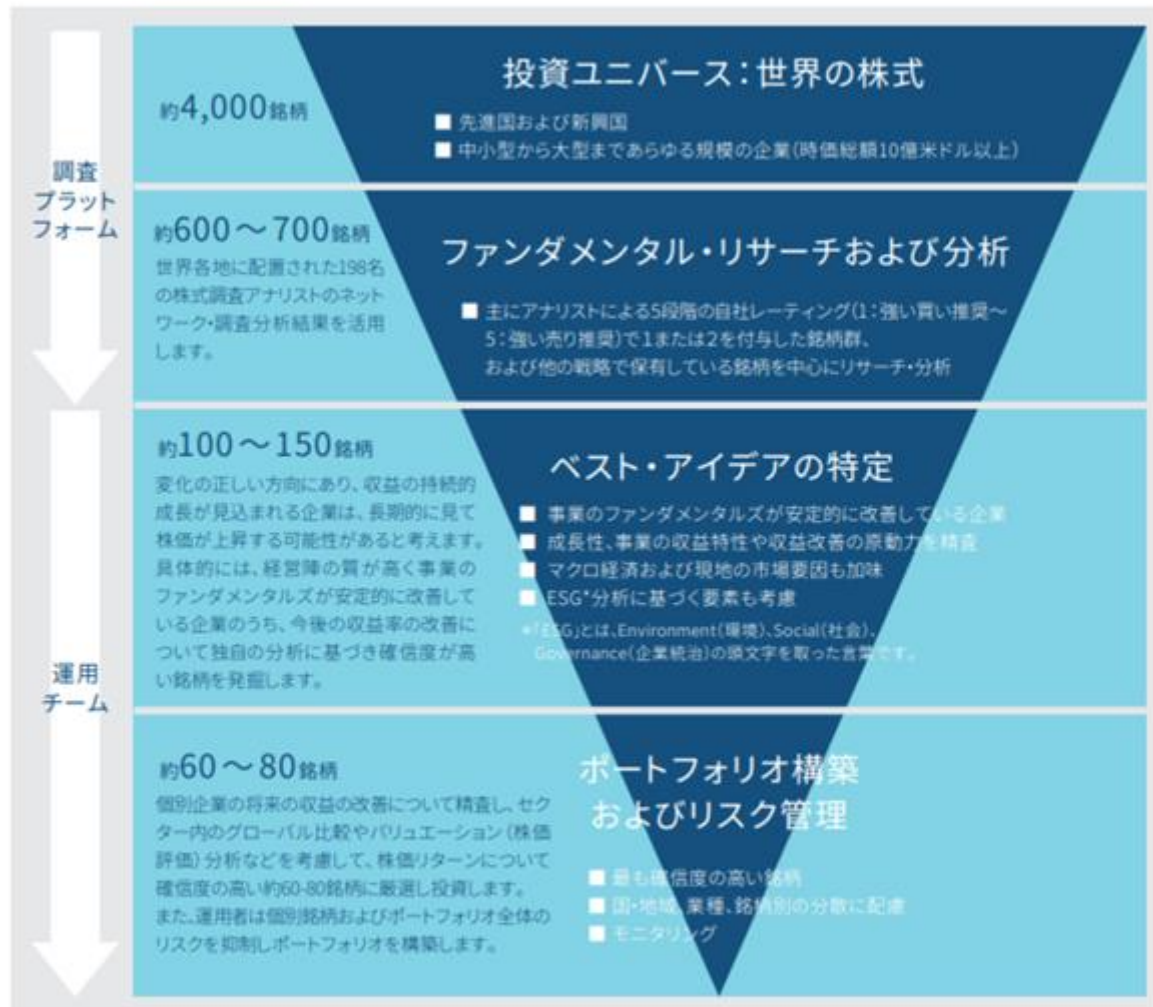 調査
プラット
フォーム
約4,000銘柄
投資ユニバース：世界の株式
■ 先進国および新興国
■ 中小型から大型まであらゆる規模の企業（時価総額10億米ドル以上）
約600～700銘柄
世界各地に配置された198名
の株式調査アナリストのネット
ワーク・調査分析結果を活用
します。
ファンダメンタル・リサーチおよび分析
■ 主にアナリストによる5段階の自社レーティング（1：強い買い推奨～
5：強い売り推奨）で1または2を付与した銘柄群、
および他の戦略で保有している銘柄を中心にリサーチ・分析
運用
チーム
約100～150銘柄
変化の正しい方向にあり、収益の持続的
成長が見込まれる企業は、長期的に見て
株価が上昇する可能性があると考えます。
具体的には、経営陣の質が高く事業の
ファンダメンタルズが安定的に改善して
いる企業のうち、今後の収益率の改善に
ついて独自の分析に基づき確信度が高
い銘柄を発掘します。
ベスト・アイデアの特定
■ 事業のファンダメンタルズが安定的に改善している企業
■ 成長性、事業の収益特性や収益改善の原動力を精査
■ マクロ経済および現地の市場要因も加味
■ ESG*分析に基づく要素も考慮
*「ESG」とは、Environment（環境）、Social（社会）、
Governance（企業統治）の頭文字を取った言葉です。
約60～80銘柄
個別企業の将来の収益の改善について精査し、セク
ター内のグローバル比較やバリュエーション（株価
評価）分析などを考慮して、株価リターンについて
確信度の高い約60-80銘柄に厳選し投資します。
また、運用者は個別銘柄およびポートフォリオ全体の
リスクを抑制しポートフォリオを構築します。
ポートフォリオ構築
およびリスク管理
■ 最も確信度の高い銘柄
■ 国・地域、業種、銘柄別の分散に配慮
■ モニタリング